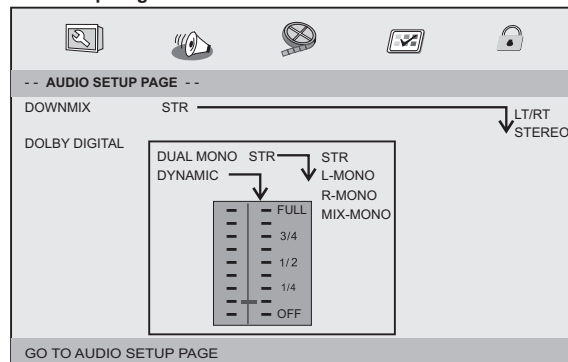 - - AUDIO SETUP PAGE - -
DOWNMIX STR LT/RT
STEREO
DOLBY DIGITAL
DUAL MONO STR STR
DYNAMIC L-MONO
R-MONO
MIX-MONO
FULL
3/4
1/2
1/4
OFF
GO TO AUDIO SETUP PAGE